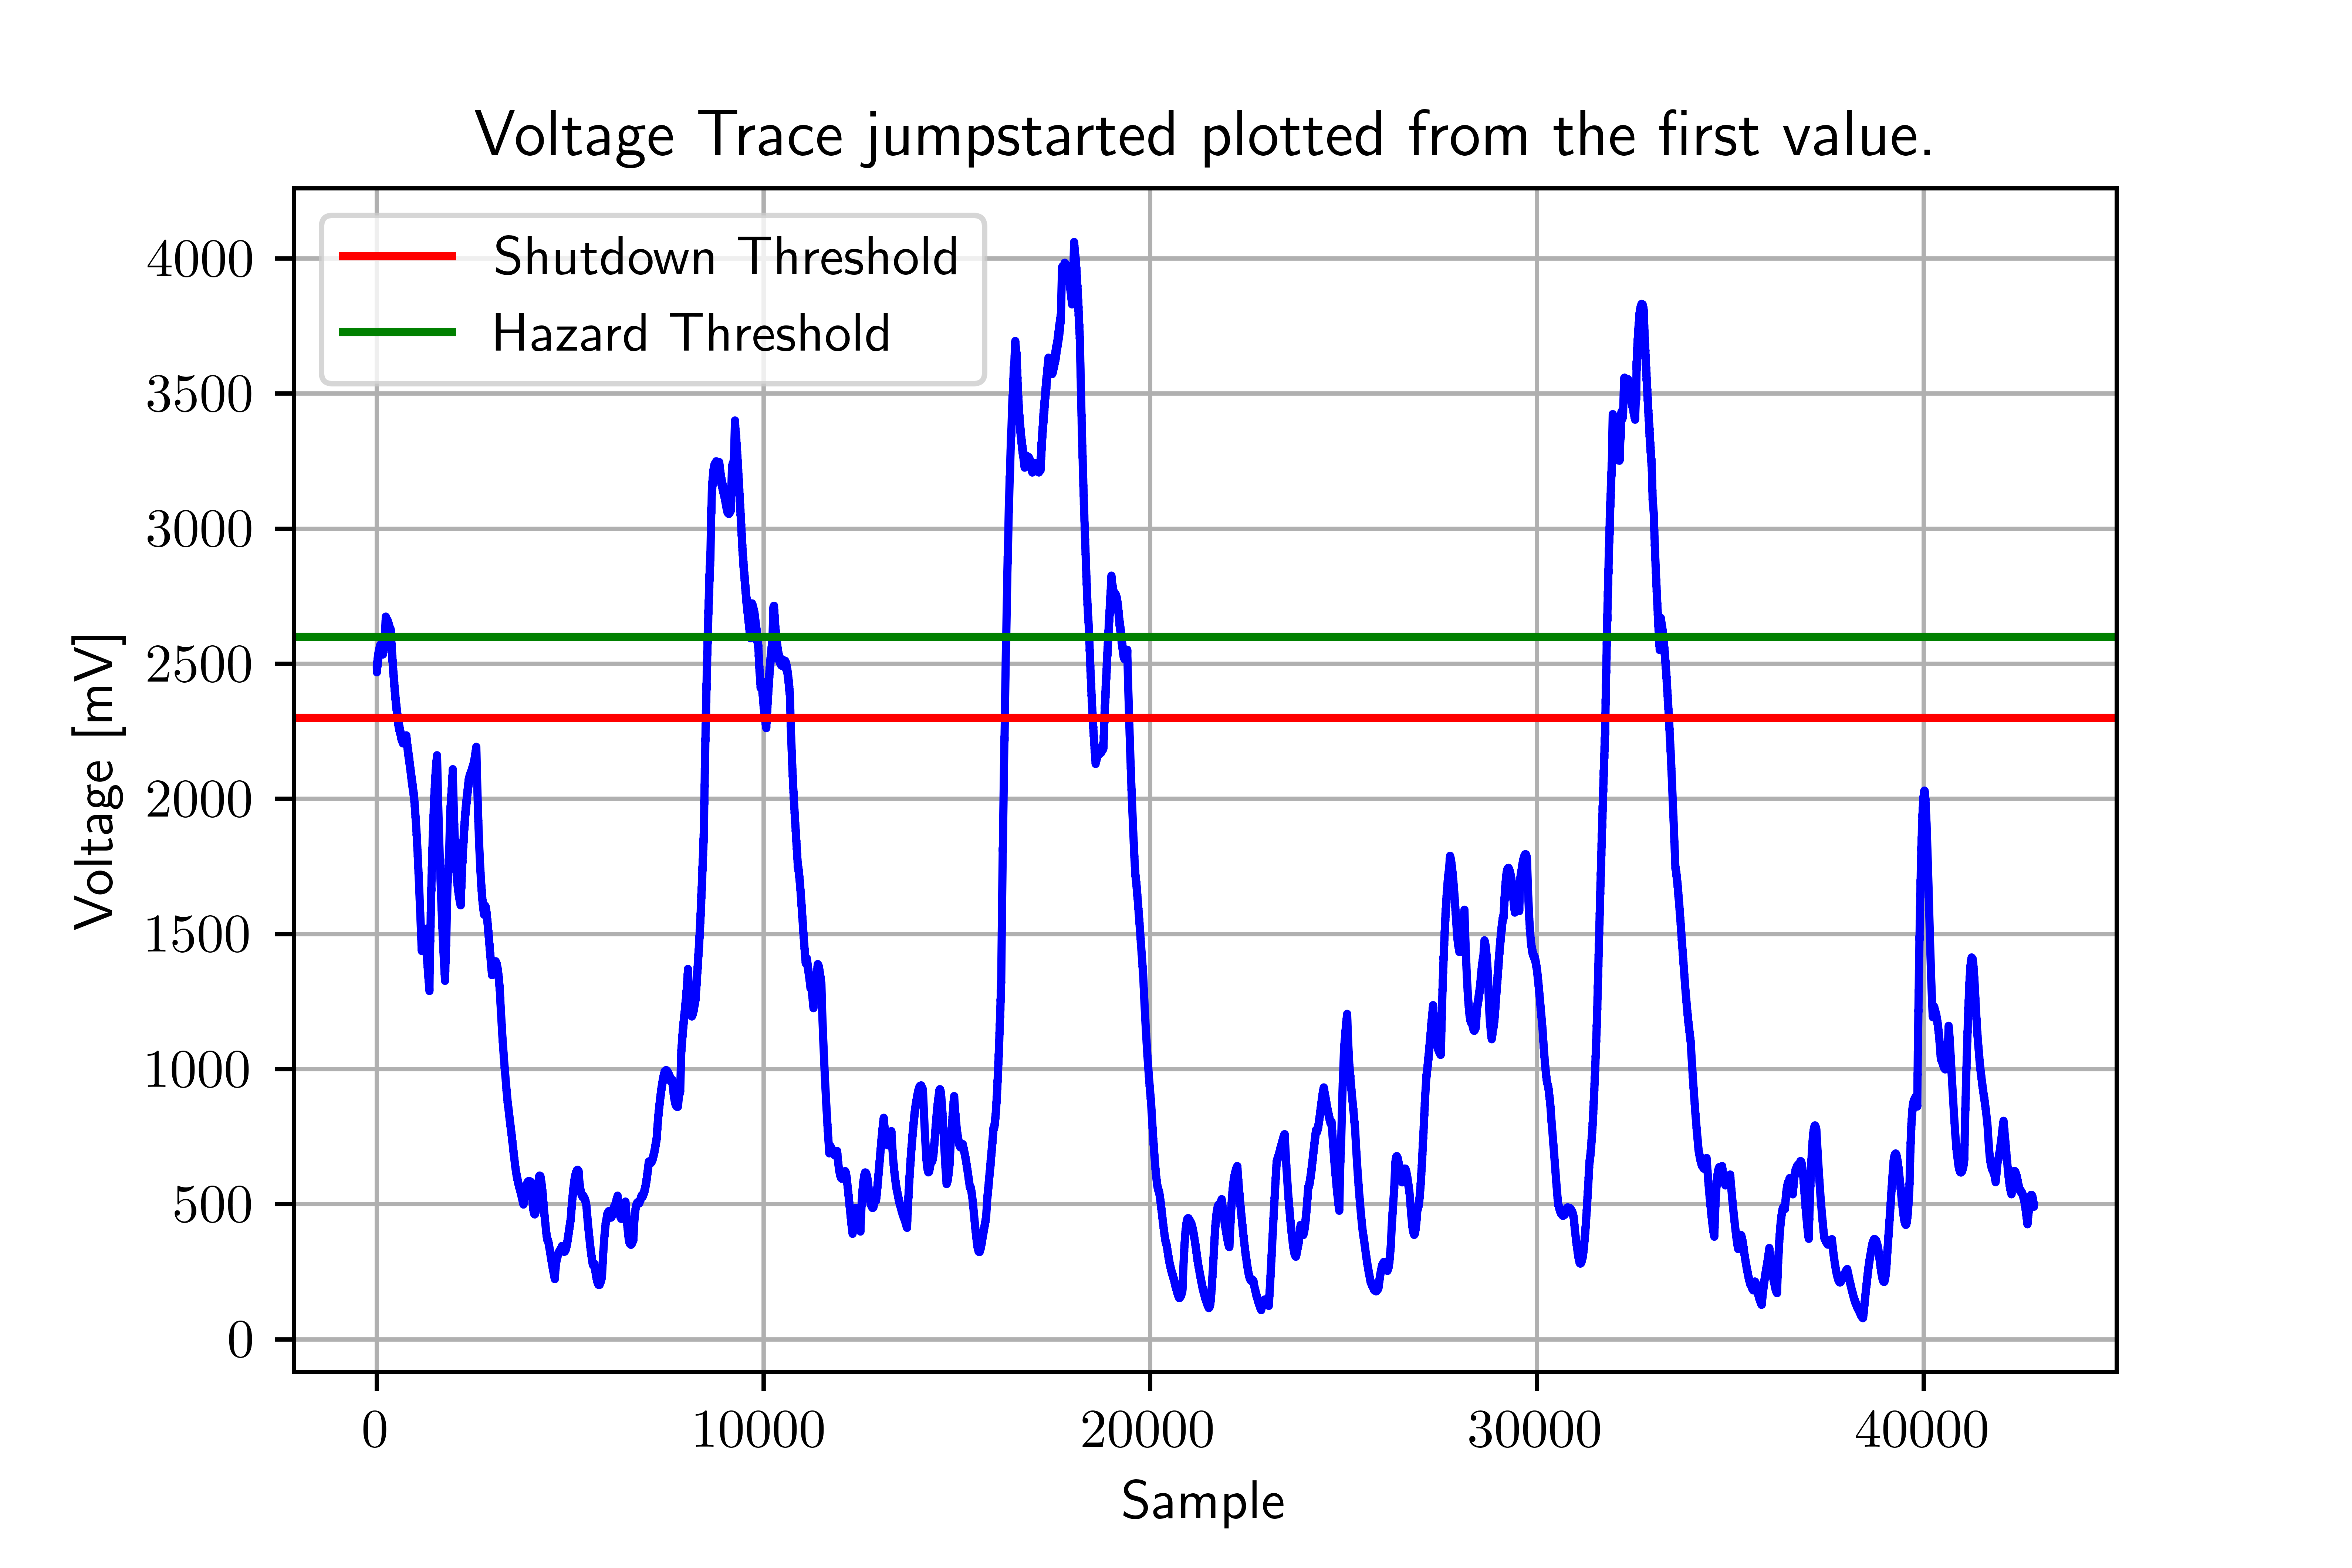 Voltage Trace jumpstarted plotted from the first value.
Shutdown Threshold
Hazard Threshold
4000
3500
3000
2500
2000
1500
1000
500
0
Voltage [mV]
0 10000 20000 30000 40000
Sample